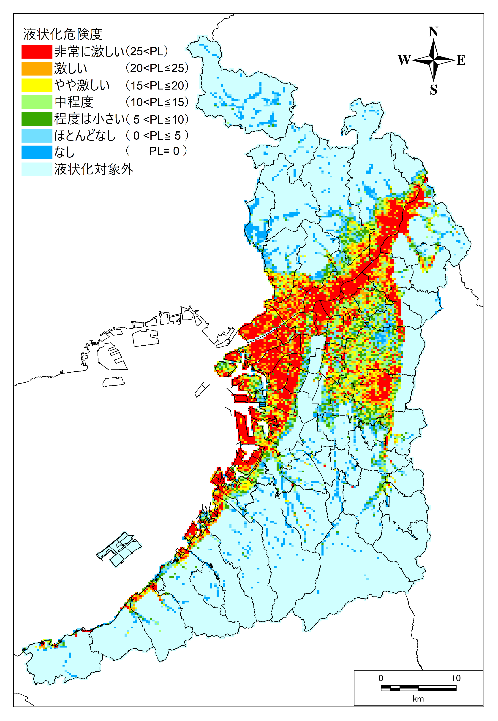 液状化危険度
非常に激しい(25<PL)
激しい (20<PL≤25)
やや激しい (15<PL≤20)
中程度 (10<PL≤15)
程度は小さい( 5<PL≤10)
ほとんどなし ( 0<PL≤ 5)
なし ( PL= 0)
液状化対象外
N
W E
S
0 10
km